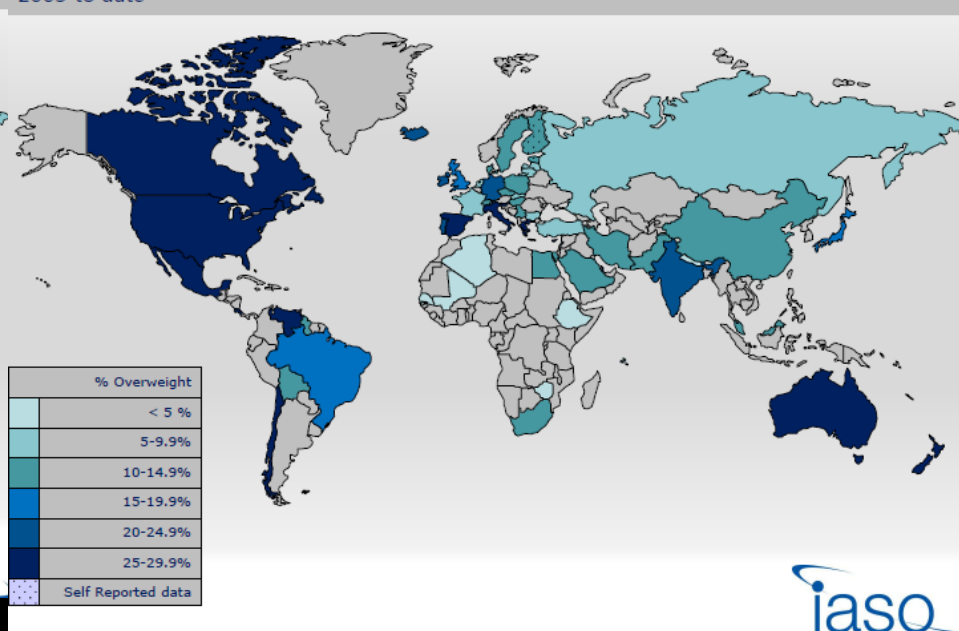 % Overweight
< 5 %
5-9.9%
10-14.9%
15-19.9%
20-24.9%
25-29.9%
Self Reported data
iaso